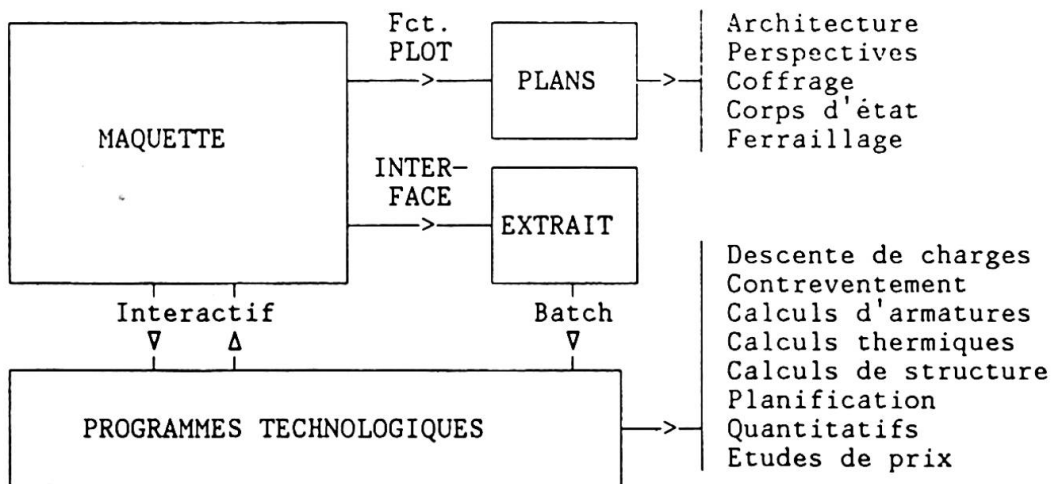 Fct.
PLOT
PLANS
Architecture
Perspectives
Coffrage
Corps d'état
Ferraillage
MAQUETTE
INTER-
FACE
EXTRAIT
Interactif
Batch
PROGRAMMES TECHNOLOGIQUES
Descente de charges
Contreventement
Calculs d'armatures
Calculs thermiques
Calculs de structure
Planification
Quantitatifs
Etudes de prix